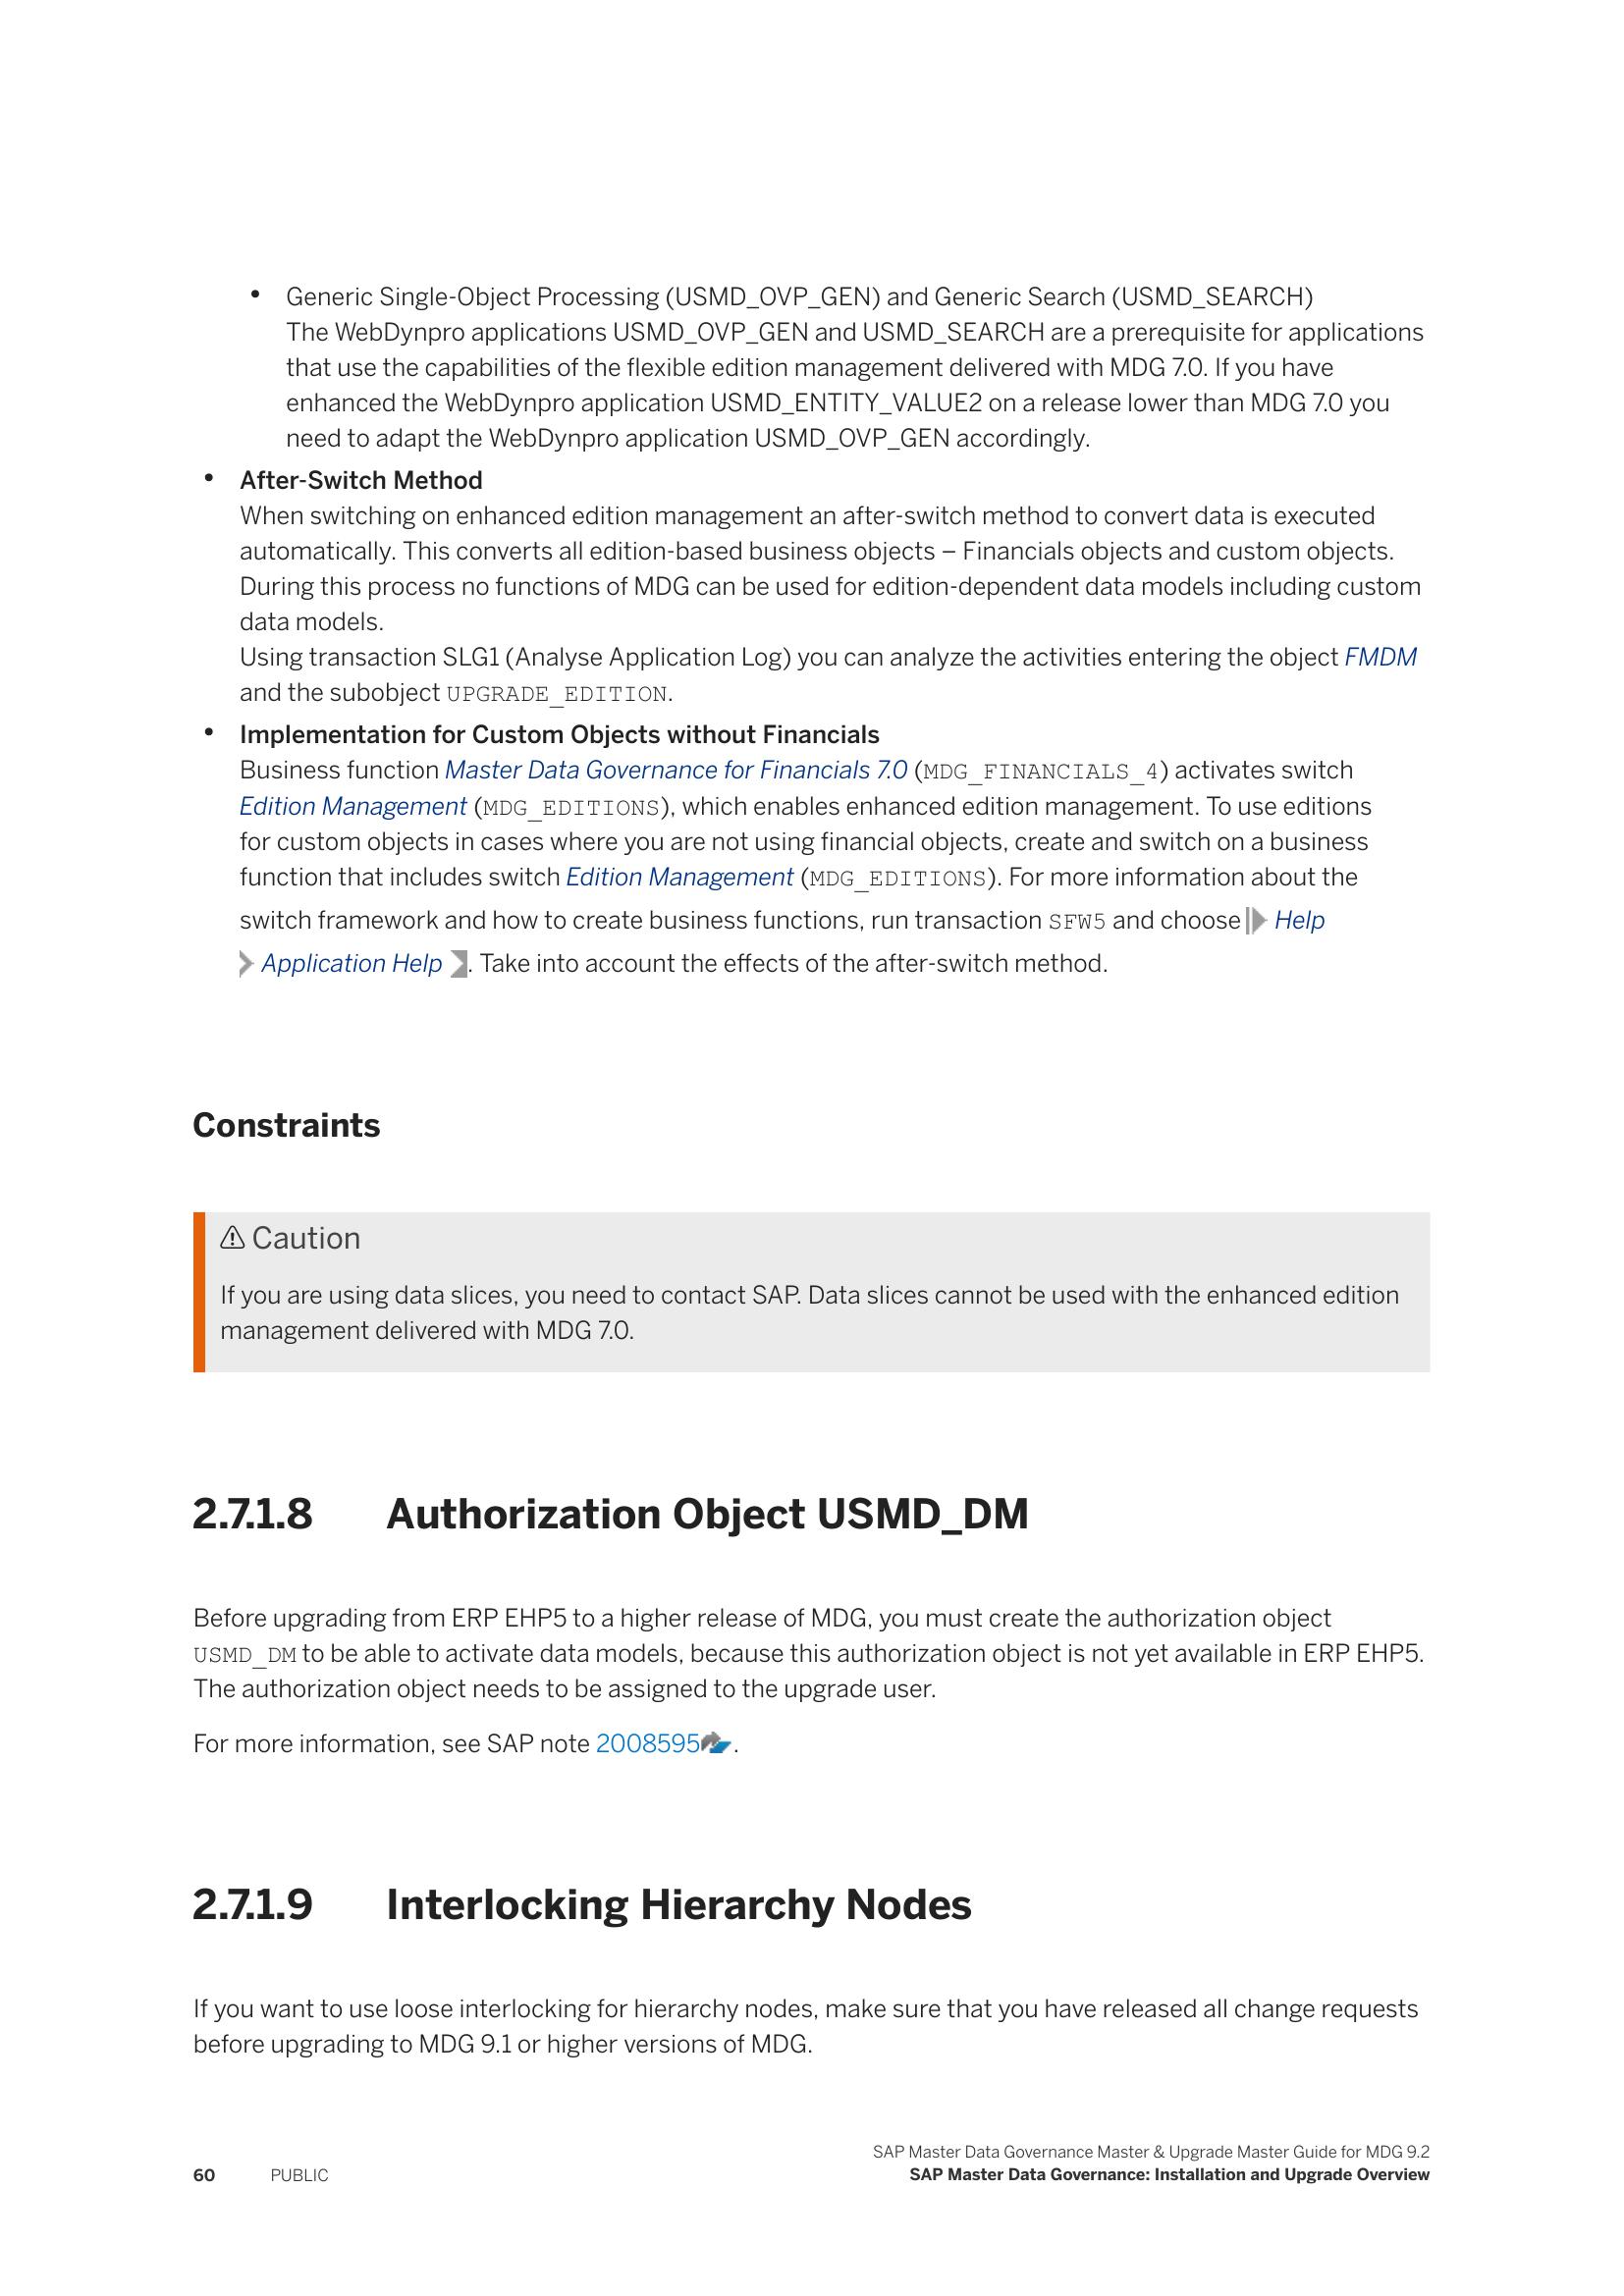 • Generic Single-Object Processing (USMD_OVP_GEN) and Generic Search (USMD_SEARCH)
The WebDynpro applications USMD_OVP_GEN and USMD_SEARCH are a prerequisite for applications
that use the capabilities of the flexible edition management delivered with MDG 7.0. If you have
enhanced the WebDynpro application USMD_ENTITY_VALUE2 on a release lower than MDG 7.0 you
need to adapt the WebDynpro application USMD_OVP_GEN accordingly.
• After-Switch Method
When switching on enhanced edition management an after-switch method to convert data is executed
automatically. This converts all edition-based business objects – Financials objects and custom objects.
During this process no functions of MDG can be used for edition-dependent data models including custom
data models.
Using transaction SLG1 (Analyse Application Log) you can analyze the activities entering the object FMDM
and the subobject UPGRADE_EDITION.
• Implementation for Custom Objects without Financials
Business function Master Data Governance for Financials 7.0 (MDG_FINANCIALS_4) activates switch
Edition Management (MDG_EDITIONS), which enables enhanced edition management. To use editions
for custom objects in cases where you are not using financial objects, create and switch on a business
function that includes switch Edition Management (MDG_EDITIONS). For more information about the
switch framework and how to create business functions, run transaction SFW5 and choose Help
Application Help . Take into account the effects of the after-switch method.
Constraints
Caution
If you are using data slices, you need to contact SAP. Data slices cannot be used with the enhanced edition
management delivered with MDG 7.0.
2.7.1.8 Authorization Object USMD_DM
Before upgrading from ERP EHP5 to a higher release of MDG, you must create the authorization object
USMD_DM to be able to activate data models, because this authorization object is not yet available in ERP EHP5.
The authorization object needs to be assigned to the upgrade user.
For more information, see SAP note 2008595.
2.7.1.9 Interlocking Hierarchy Nodes
If you want to use loose interlocking for hierarchy nodes, make sure that you have released all change requests
before upgrading to MDG 9.1 or higher versions of MDG.
SAP Master Data Governance Master & Upgrade Master Guide for MDG 9.2
60 PUBLIC SAP Master Data Governance: Installation and Upgrade Overview